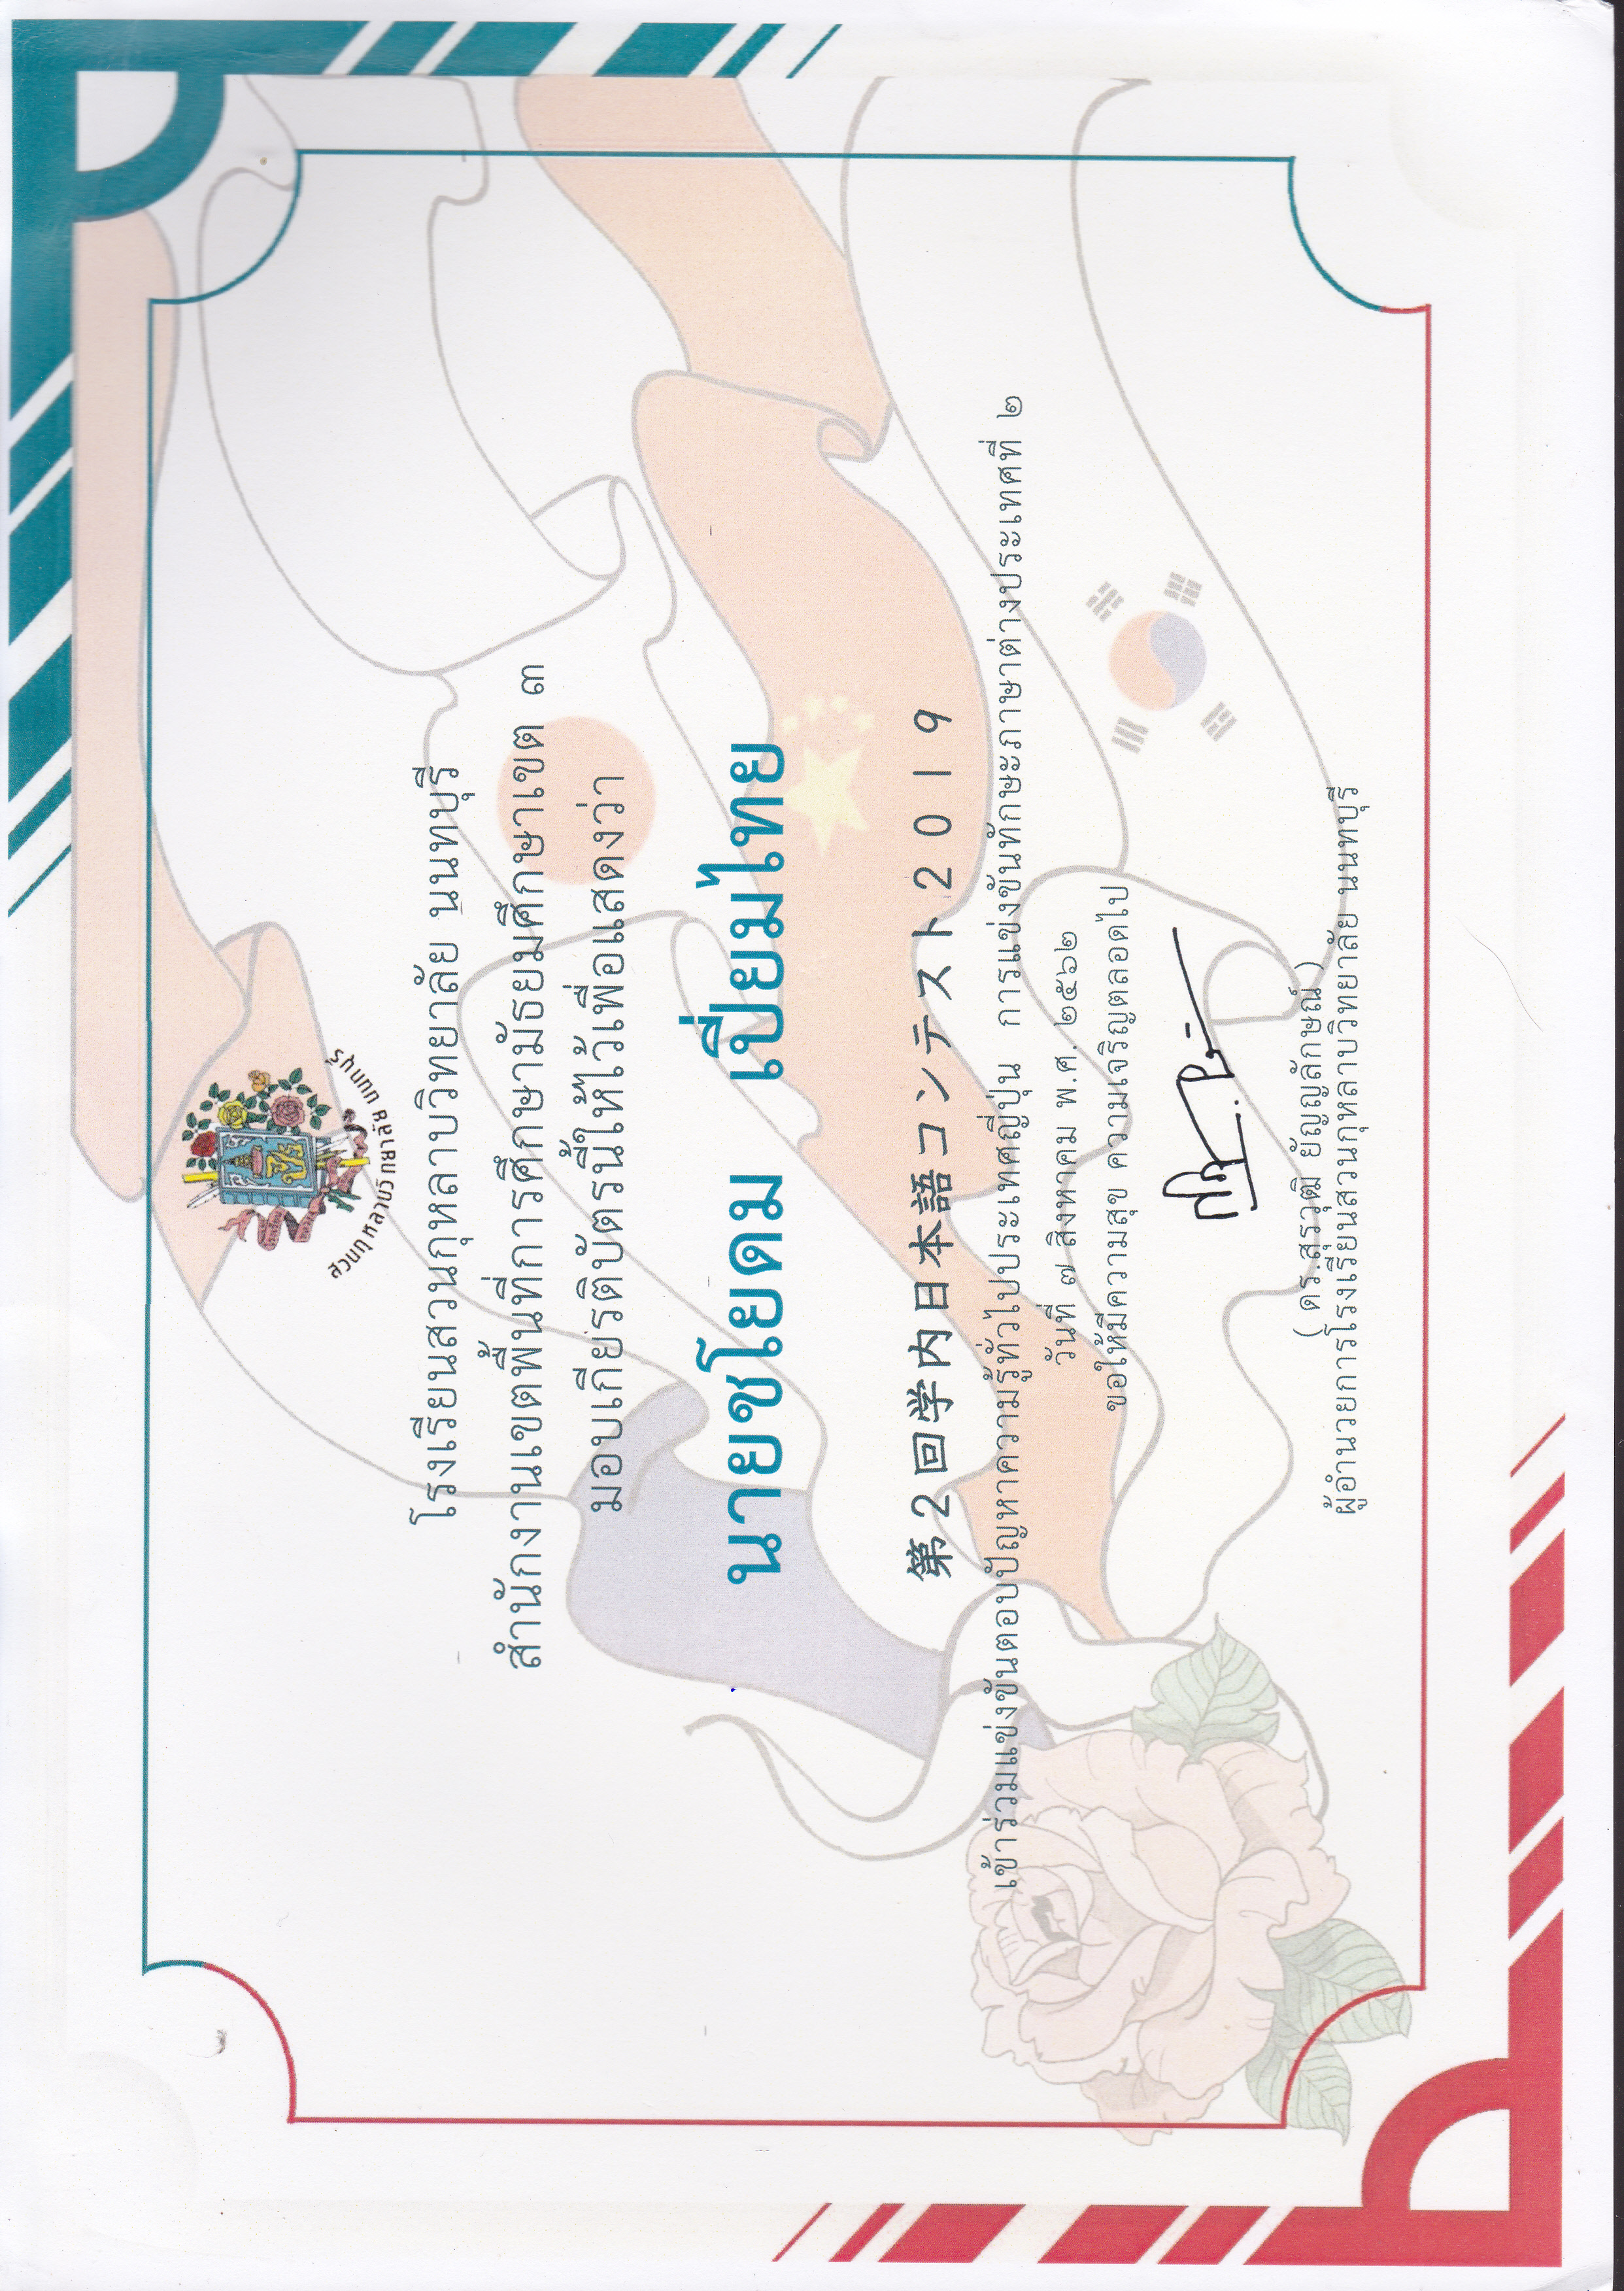 สวนกุหลาบวิทยาลัย นนทบุรี
โรงเรียนสวนกุหลาบวิทยาลัย นนทบุรี
สำนักงานเขตพื้นที่การศึกษามัธยมศึกษาเขต ๓
มอบเกียรติบัตรนี้ให้ไว้เพื่อแสดงว่า
นายชโยดม เปี่ยมไทย
第２回学内日本語コンテスト２０１９
เข้าร่วมแข่งขันตอบปัญหาความรู้ทั่วไปประเทศญี่ปุ่น การแข่งขันทักษะภาษาต่างประเทศที่ ๒
วันที่ ๗ สิงหาคม พ.ศ. ๒๕๖๒
ขอให้มีความสุข ความเจริญตลอดไป
( ดร.สุรวุฒิ ยัญญลักษณ์ )
ผู้อำนวยการโรงเรียนสวนกุหลาบวิทยาลัย นนทบุรี